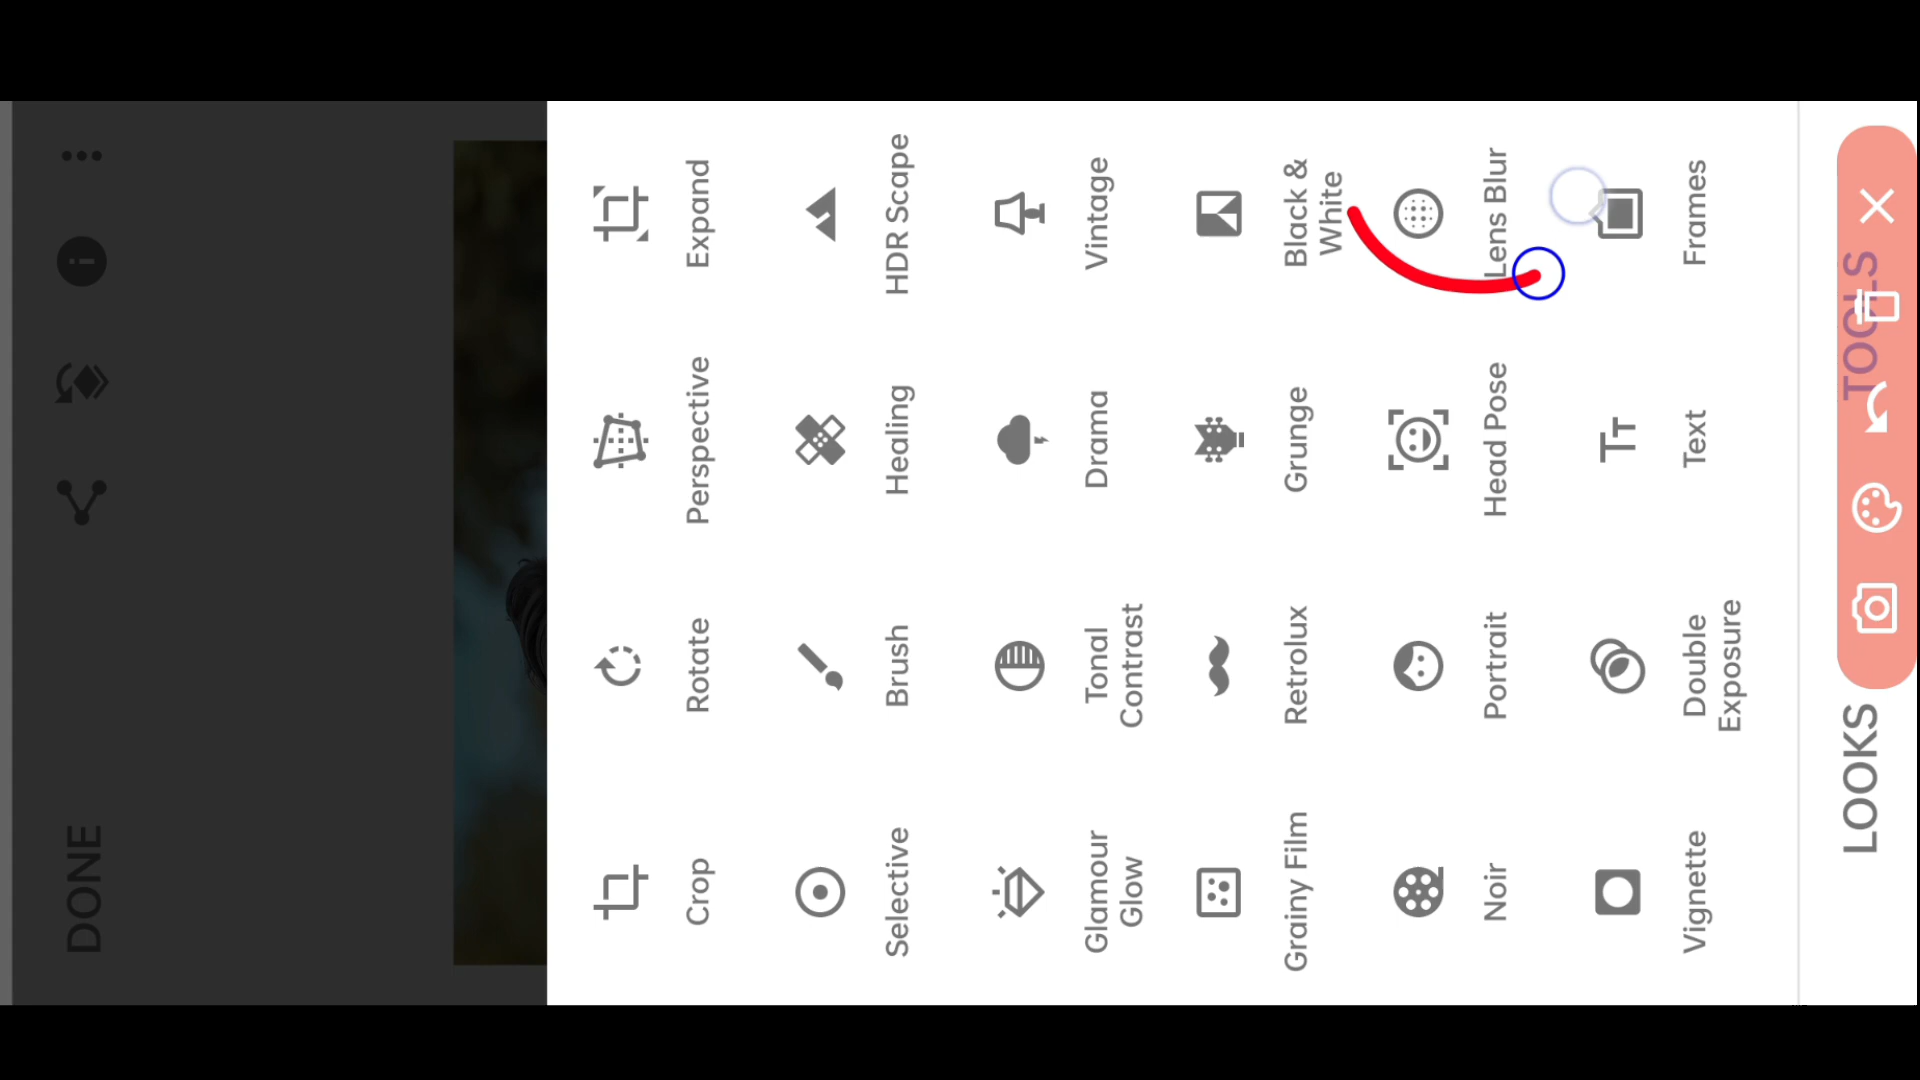 DONE
Crop
Rotate
Perspective
Expand
Selective
Brush
Healing
HDR Scape
Glamour
Glow
Tonal
Contrast
Drama
Vintage
Grainy Film
Retrolux
Grunge
Black &
White
Noir
Portrait
Head Pose
Lens Blur
Vignette
Double
Exposure
Text
Frames
LOOKS
TOOLS